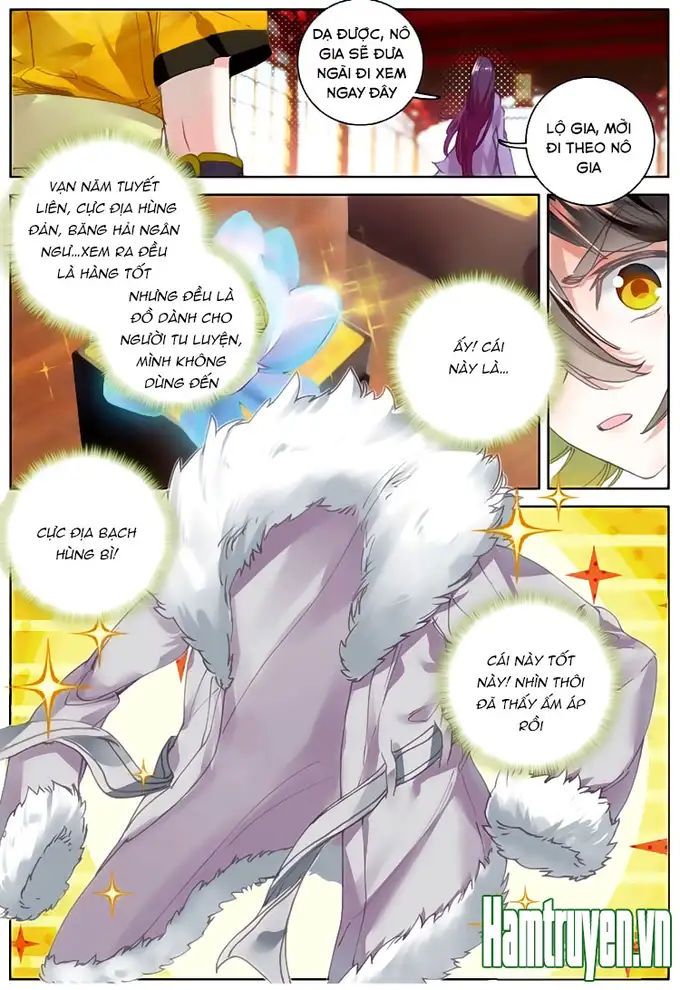 DẠ ĐƯỢC, NÔ
GIA SẼ ĐƯA
NGÀI ĐI XEM
NGAY ĐÂY
LỘ GIA, MỜI
ĐI THEO NÔ
GIA
VẠN NĂM TUYẾT
LIÊN, CỰC ĐỊA HÙNG
ĐẢN, BĂNG HẢI NGÂN
NGƯ...XEM RA ĐỀU
LÀ HÀNG TỐT
NHƯNG ĐỀU LÀ
ĐỒ DÀNH CHO
NGƯỜI TU LUYỆN,
MÌNH KHÔNG
DÙNG ĐẾN
ẤY! CÁI
NÀY LÀ...
CỰC ĐỊA BẠCH
HÙNG BÌ!
CÁI NÀY TỐT
NÀY! NHÌN THÔI
ĐÃ THẤY ẤM ÁP
RỒI
Hamtruyen.vn